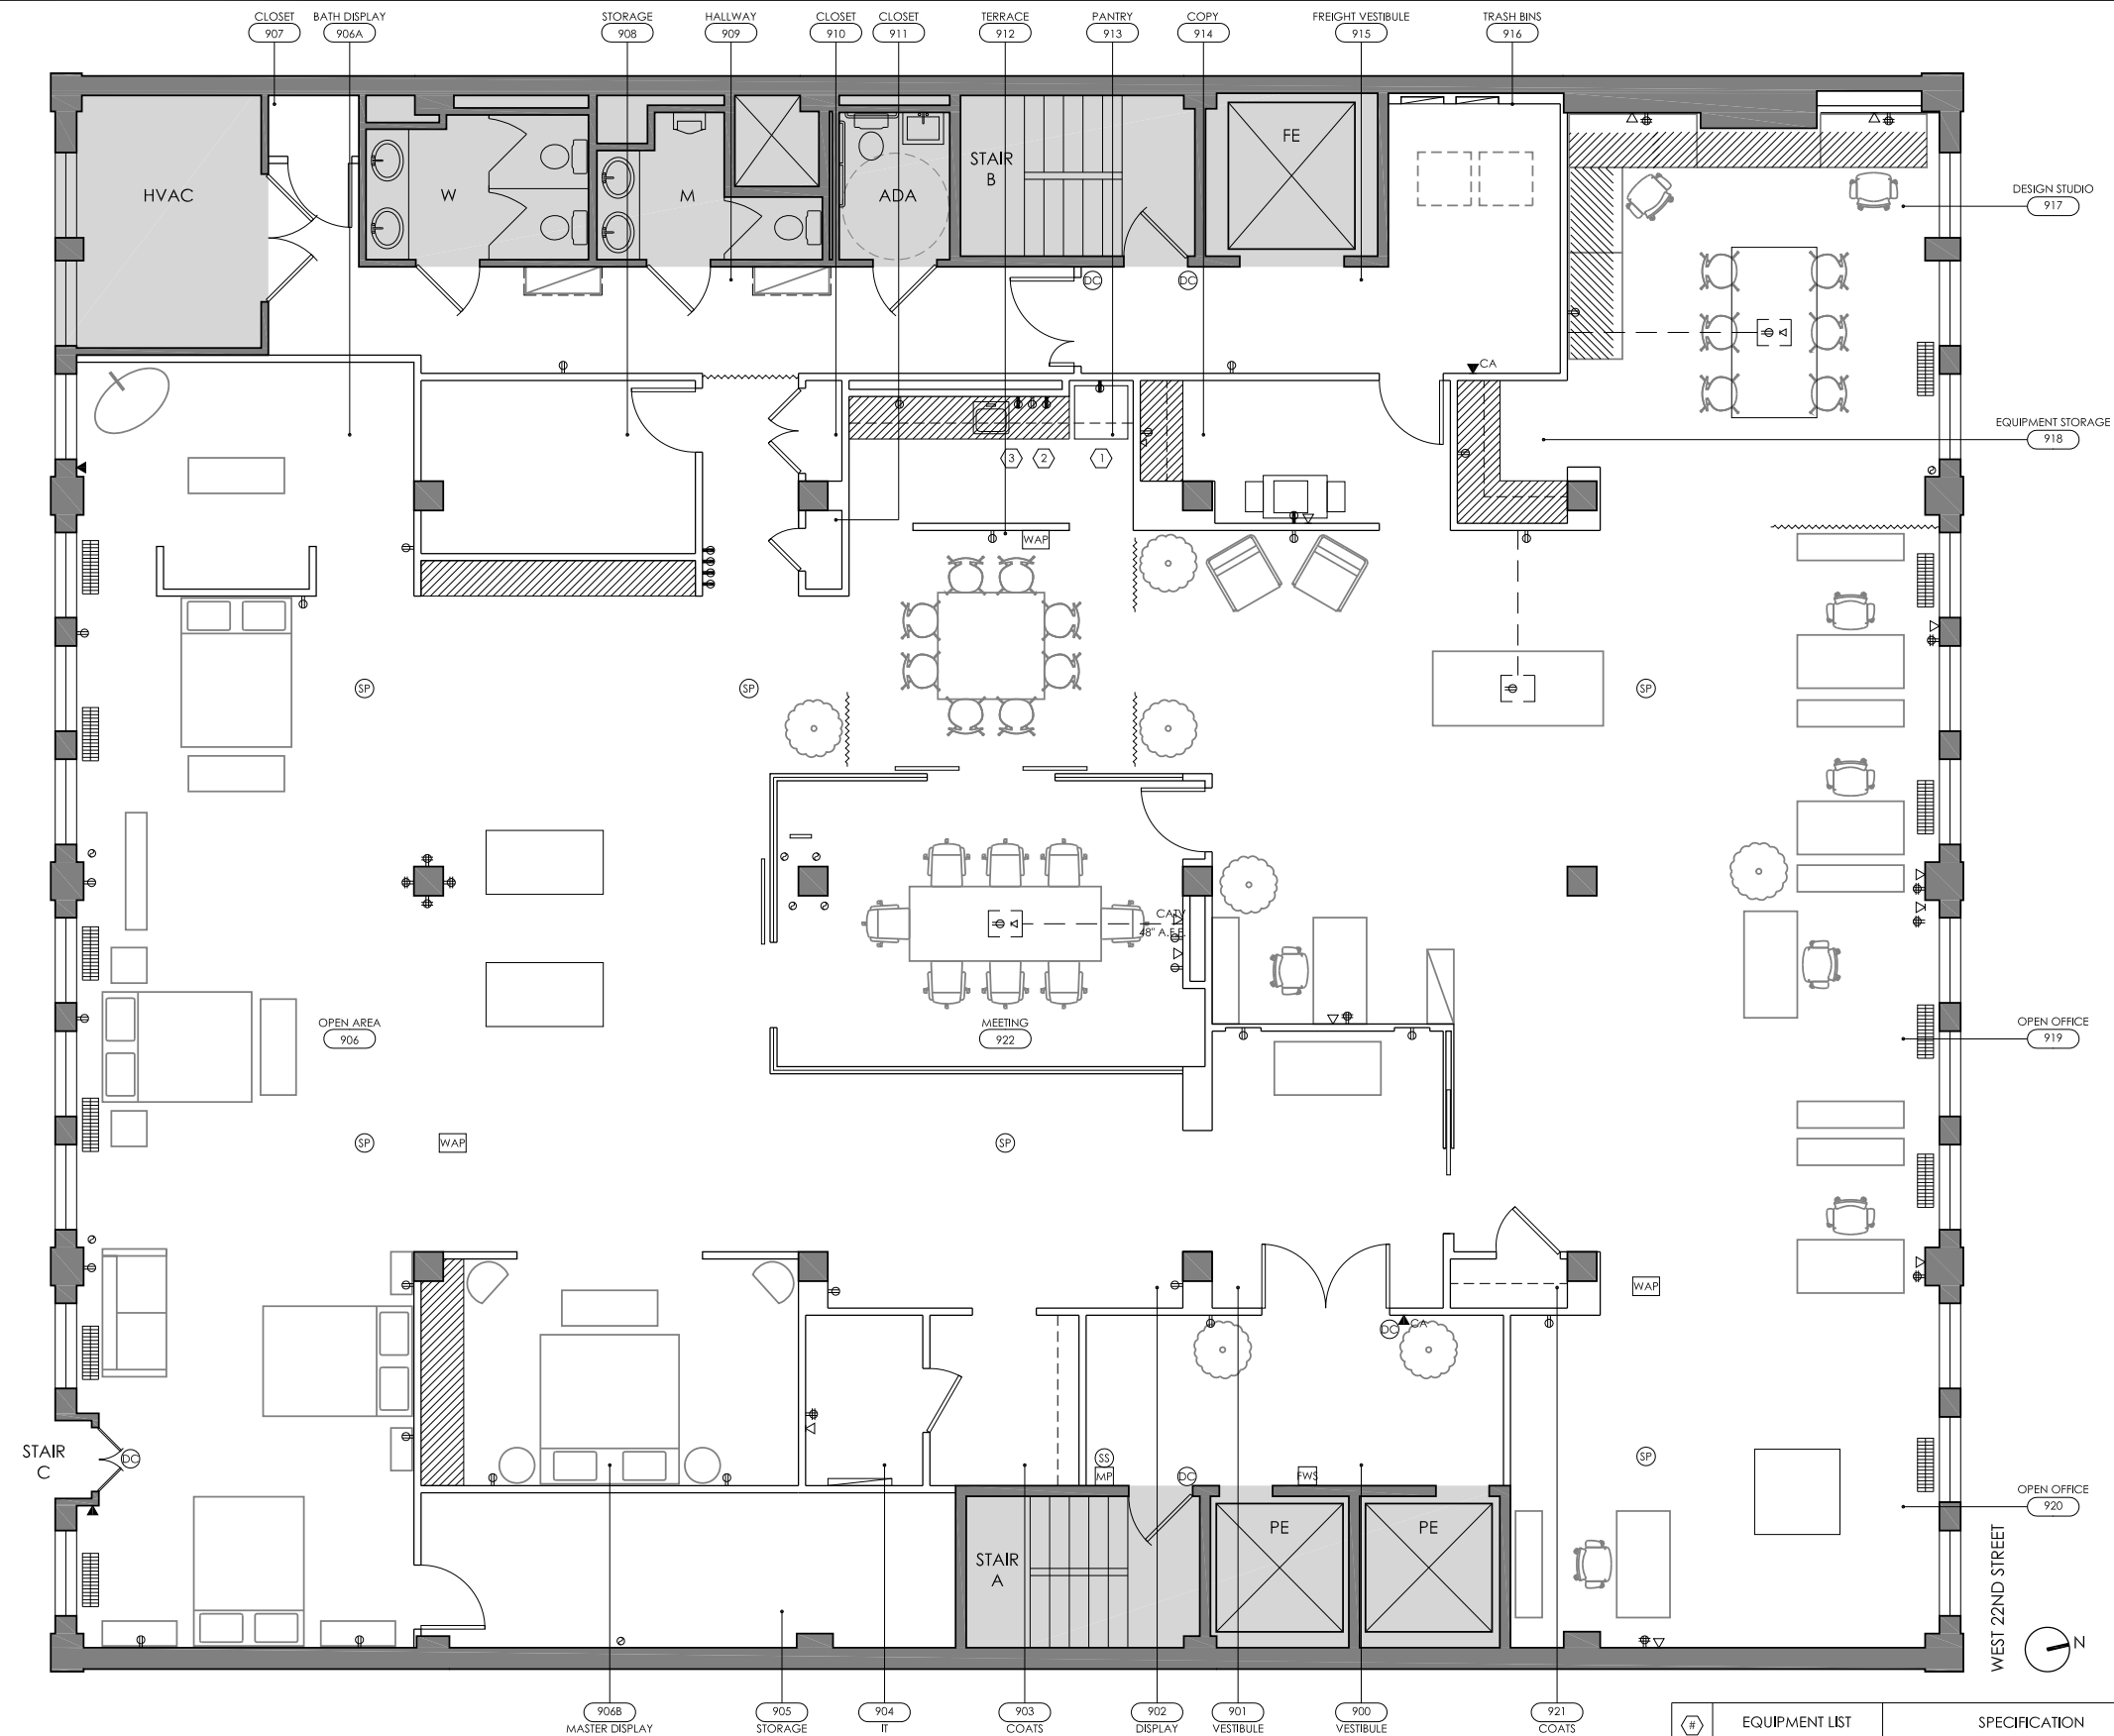 CLOSET
907
BATH DISPLAY
906A
STORAGE
908
HALLWAY
909
CLOSET
910
CLOSET
911
TERRACE
912
PANTRY
913
COPY
914
FREIGHT VESTIBULE
915
TRASH BINS
916
HVAC
W
M
ADA
STAIR
B
FE
DESIGN STUDIO
917
DC
DC
CA
EQUIPMENT STORAGE
918
3
2
1
WAP
SP
SP
SP
CATV
48" A.F.F.
OPEN AREA
906
MEETING
922
OPEN OFFICE
919
SP
WAP
SP
WAP
DC
CA
STAIR
C
DC
SS
MP
DC
FWS
SP
OPEN OFFICE
920
STAIR
A
PE
PE
WEST 22ND STREET
N
906B
MASTER DISPLAY
905
STORAGE
904
IT
903
COATS
902
DISPLAY
901
VESTIBULE
900
VESTIBULE
921
COATS
# EQUIPMENT LIST SPECIFICATION